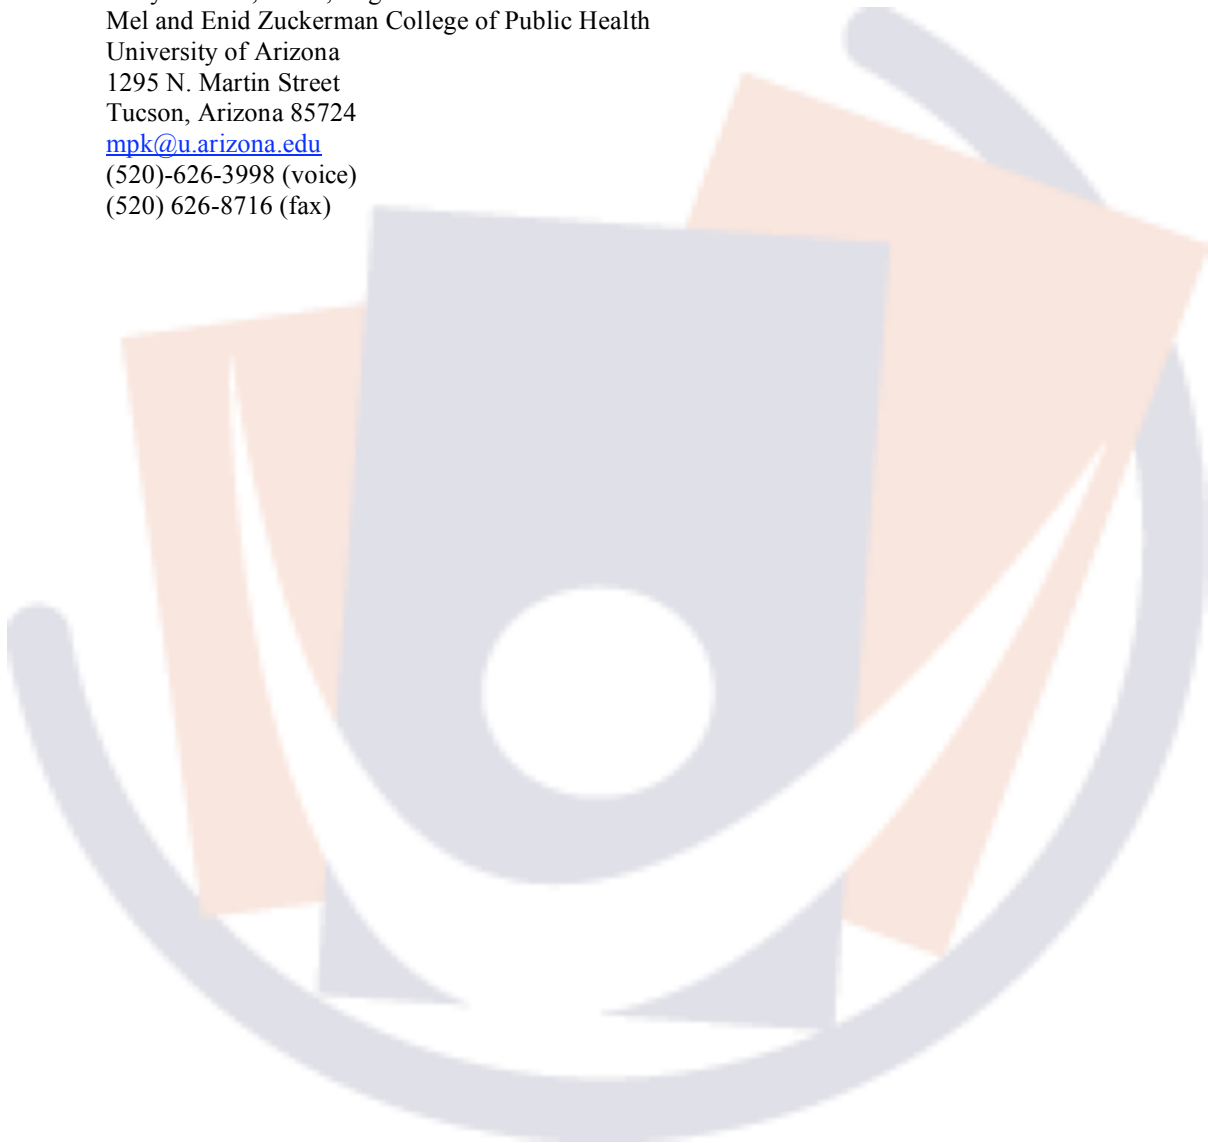 Mel and Enid Zuckerman College of Public Health
University of Arizona
1295 N. Martin Street
Tucson, Arizona 85724
mpk@u.arizona.edu
(520)-626-3998 (voice)
(520) 626-8716 (fax)